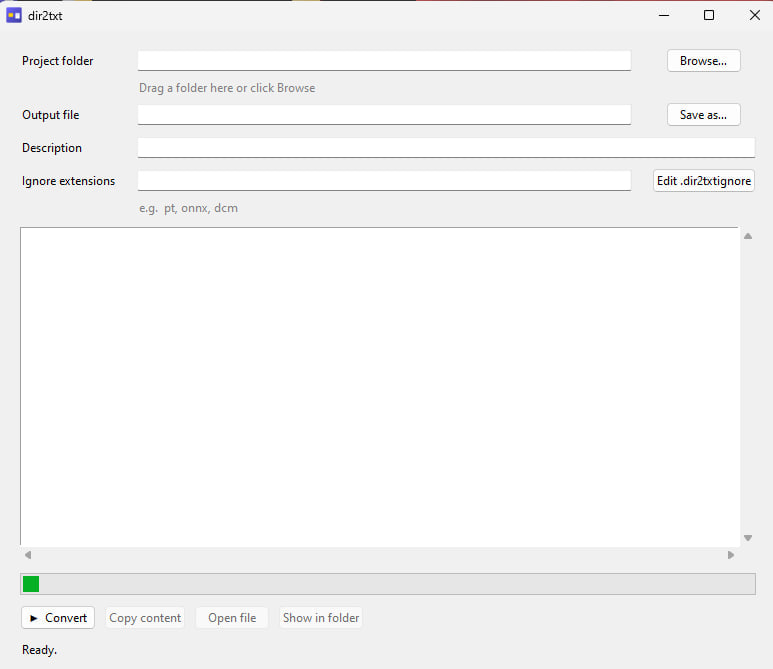 dir2txt
Project folder Browse...
Drag a folder here or click Browse
Output file Save as...
Description
Ignore extensions Edit .dir2txtignore
e.g. pt, onnx, dcm
► Convert Copy content Open file Show in folder
Ready.